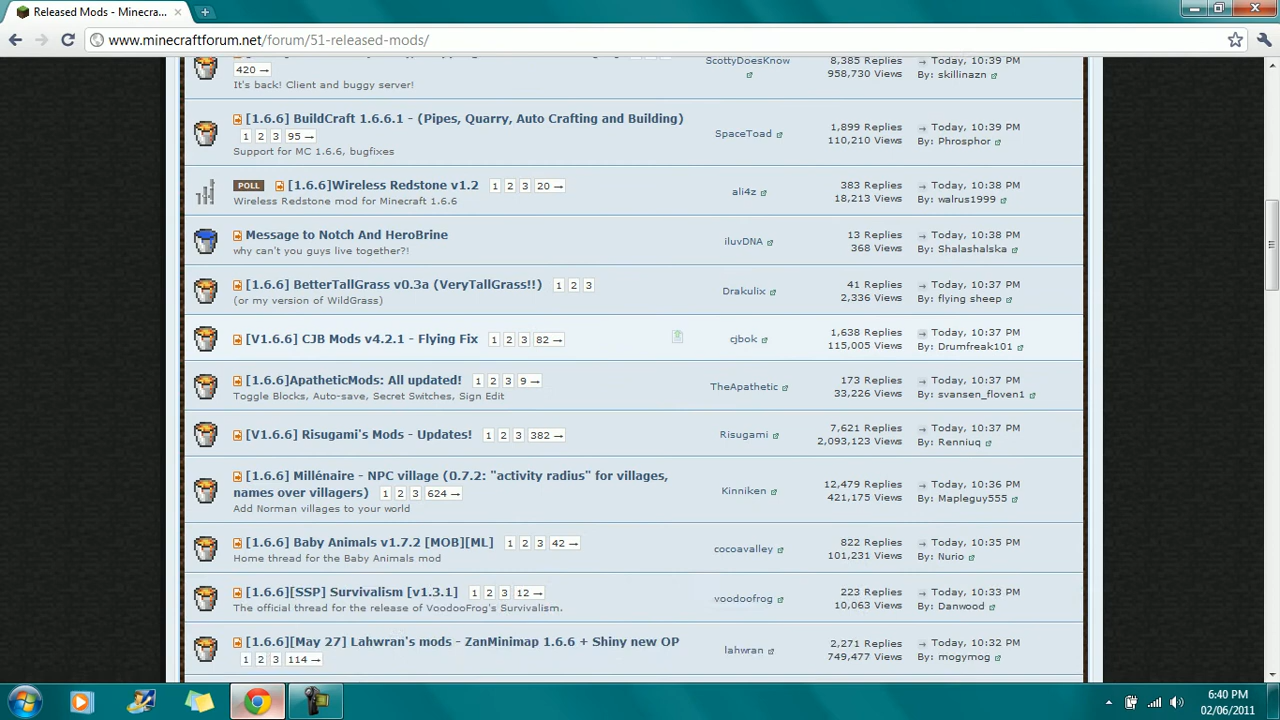 Released Mods - Minecra...
www.minecraftforum.net/forum/51-released-mods/
420 →
It's back! Client and buggy server!
ScottyDoesKnow
8,385 Replies
958,730 Views
Today, 10:39 PM
By: skillinazn
[1.6.6] BuildCraft 1.6.6.1 - (Pipes, Quarry, Auto Crafting and Building)
1 2 3 95 →
Support for MC 1.6.6, bugfixes
SpaceToad
1,899 Replies
110,210 Views
Today, 10:39 PM
By: Phrosphor
POLL [1.6.6]Wireless Redstone v1.2 1 2 3 20 →
Wireless Redstone mod for Minecraft 1.6.6
ali4z
383 Replies
18,213 Views
Today, 10:38 PM
By: walrus1999
Message to Notch And HeroBrine
why can't you guys live together?!
iluvDNA
13 Replies
368 Views
Today, 10:38 PM
By: Shalashalska
[1.6.6] BetterTallGrass v0.3a (VeryTallGrass!!) 1 2 3
(or my version of WildGrass)
Drakulix
41 Replies
2,336 Views
Today, 10:38 PM
By: flying sheep
[V1.6.6] CJB Mods v4.2.1 - Flying Fix 1 2 3 82 →
cjbok
1,638 Replies
115,005 Views
Today, 10:37 PM
By: Drumfreak101
[1.6.6]ApatheticMods: All updated! 1 2 3 9 →
Toggle Blocks, Auto-save, Secret Switches, Sign Edit
TheApathetic
173 Replies
33,226 Views
Today, 10:37 PM
By: svansen_floven1
[V1.6.6] Risugami's Mods - Updates! 1 2 3 382 →
Risugami
7,621 Replies
2,093,123 Views
Today, 10:37 PM
By: Renniuq
[1.6.6] Millénaire - NPC village (0.7.2: "activity radius" for villages,
names over villagers) 1 2 3 624 →
Add Norman villages to your world
Kinniken
12,479 Replies
421,175 Views
Today, 10:36 PM
By: Mapleguy555
[1.6.6] Baby Animals v1.7.2 [MOB][ML] 1 2 3 42 →
Home thread for the Baby Animals mod
cocoavalley
822 Replies
101,231 Views
Today, 10:35 PM
By: Nurio
[1.6.6][SSP] Survivalism [v1.3.1] 1 2 3 12 →
The official thread for the release of VoodooFrog's Survivalism.
voodoofrog
223 Replies
10,063 Views
Today, 10:33 PM
By: Danwood
[1.6.6][May 27] Lahwran's mods - ZanMinimap 1.6.6 + Shiny new OP
1 2 3 114 →
lahwran
2,271 Replies
749,477 Views
Today, 10:32 PM
By: mogymog
6:40 PM
02/06/2011